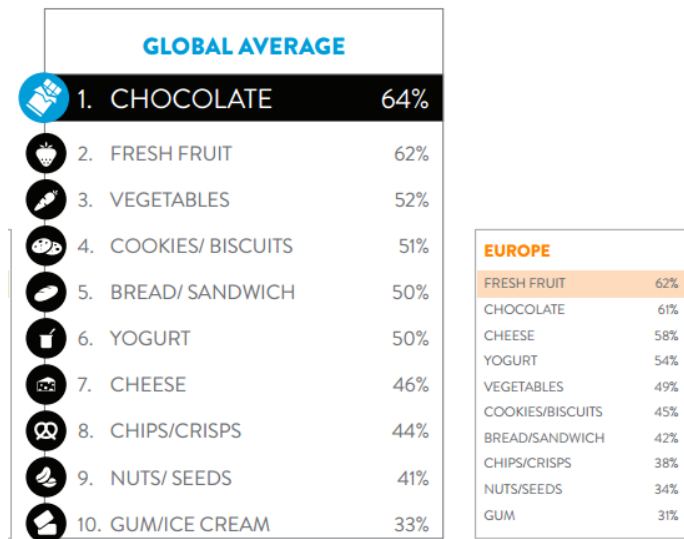 GLOBAL AVERAGE
1. CHOCOLATE 64%
2. FRESH FRUIT 62%
3. VEGETABLES 52%
4. COOKIES/ BISCUITS 51%
5. BREAD/ SANDWICH 50%
6. YOGURT 50%
7. CHEESE 46%
8. CHIPS/CRISPS 44%
9. NUTS/ SEEDS 41%
10. GUM/ICE CREAM 33%
EUROPE
FRESH FRUIT 62%
CHOCOLATE 61%
CHEESE 58%
YOGURT 54%
VEGETABLES 49%
COOKIES/BISCUITS 45%
BREAD/SANDWICH 42%
CHIPS/CRISPS 38%
NUTS/SEEDS 34%
GUM 31%